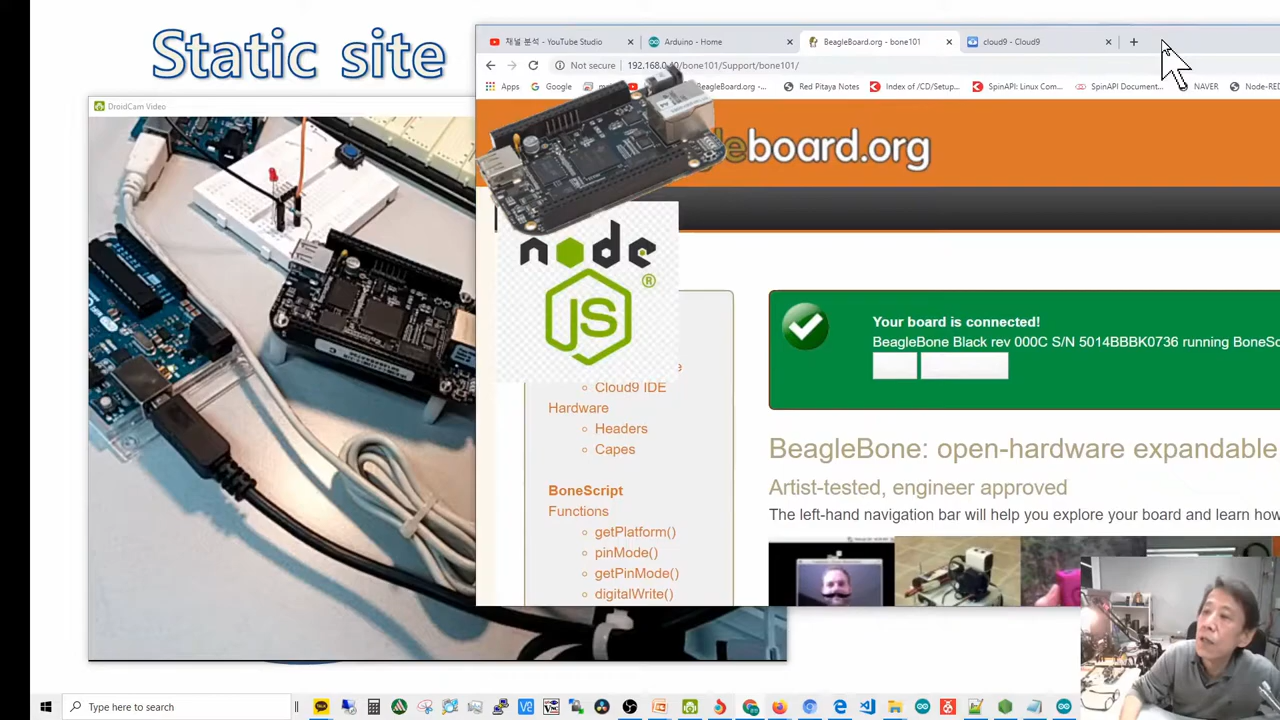 Static site
DroidCam Video
채널 분석 - YouTube Studio
Arduino - Home
BeagleBoard.org - bone101
cloud9 - Cloud9
Not secure
/bone101/Support/bone101/
Apps
Google
BeagleBoard.org -...
Red Pitaya Notes
Index of /CD/Setup...
SpinAPI: Linux Com...
SpinAPI Document...
NAVER
Node-RED
board.org
node
JS
®
Cloud9 IDE
Hardware
Headers
Capes
BoneScript
Functions
getPlatform()
pinMode()
getPinMode()
digitalWrite()
Your board is connected!
BeagleBone Black rev 000C S/N 5014BBBK0736 running BoneSc
BeagleBone: open-hardware expandable
Artist-tested, engineer approved
The left-hand navigation bar will help you explore your board and learn how
Type here to search